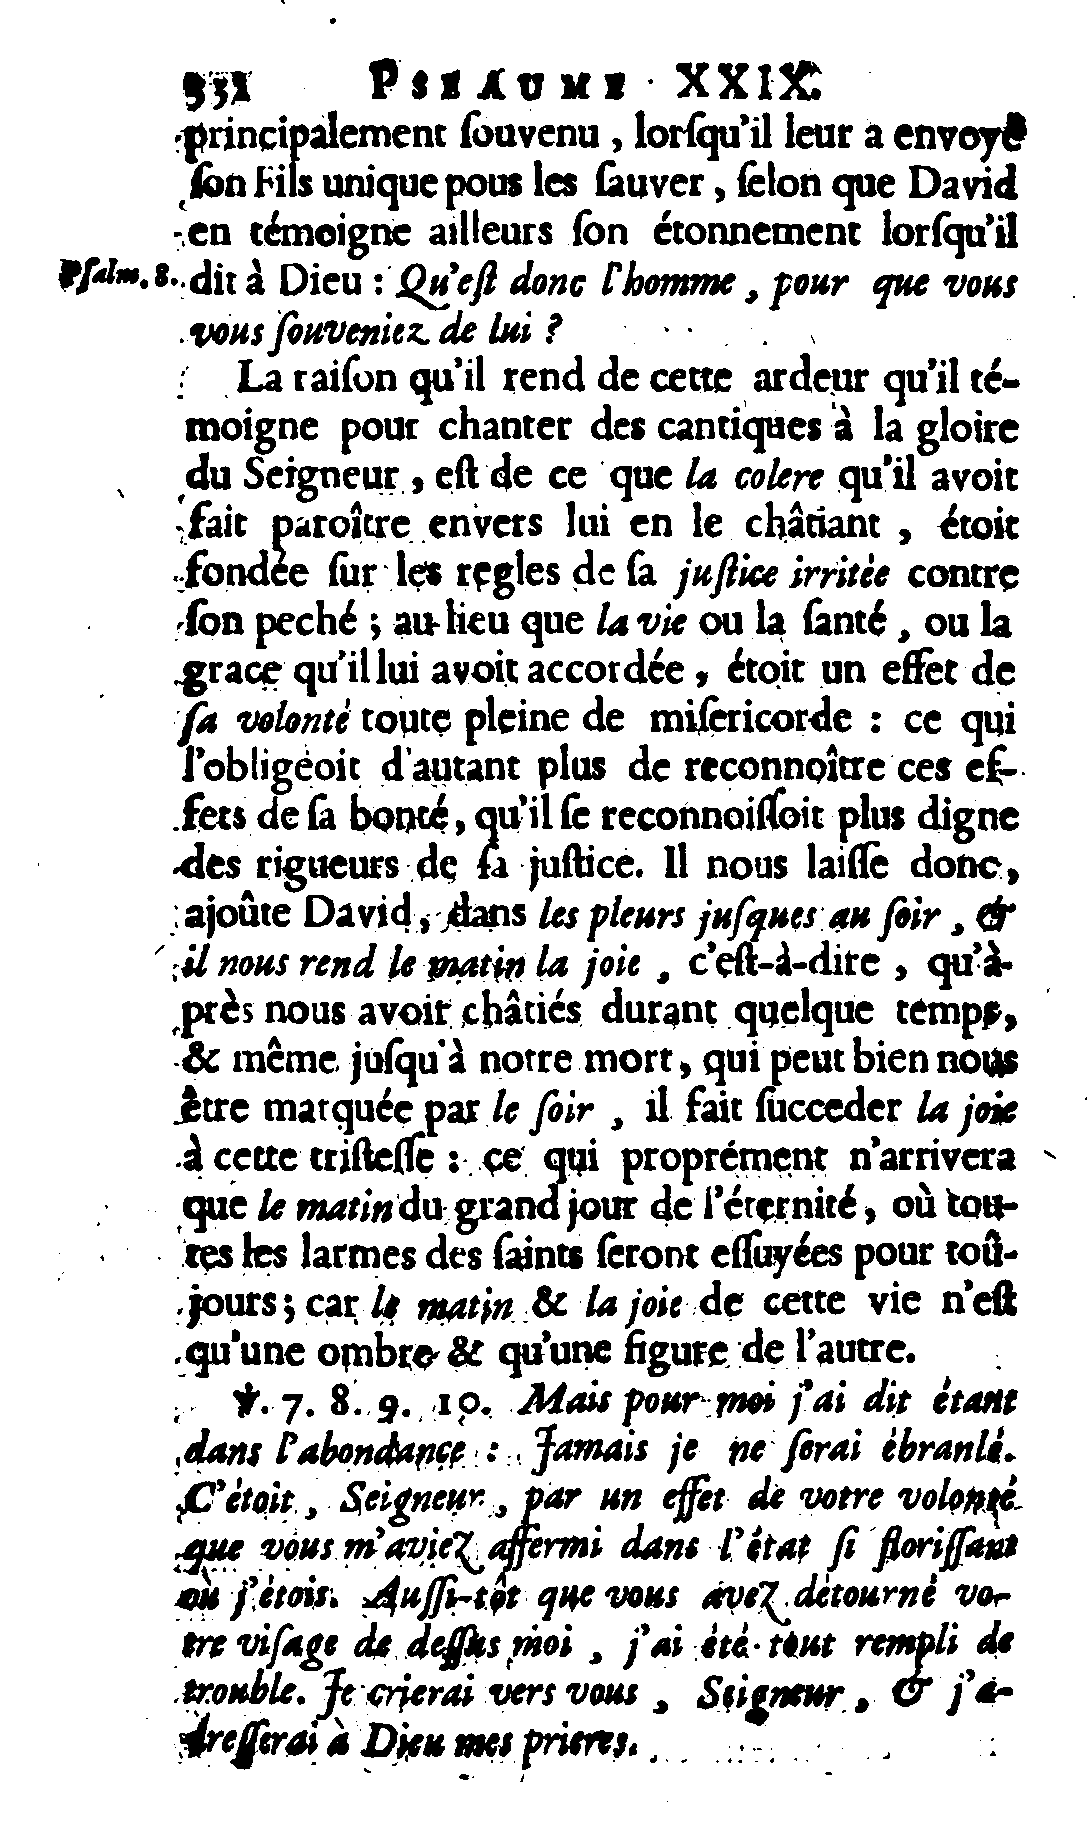 332 PSEAUME XXIX.
principalement ſouvenu, lorſqu'il leur a envoyé
ſon Fils unique pous les ſauver, ſelon que David
en témoigne ailleurs ſon étonnement lorſqu'il
Pſalm. 8. dit à Dieu : Qu'eſt donc l'homme, pour que vous
vous ſouveniez de lui ?
La raiſon qu'il rend de cette ardeur qu'il té-
moigne pour chanter des cantiques à la gloire
du Seigneur, eſt de ce que la colere qu'il avoit
fait paroître envers lui en le châtiant, étoit
fondée ſur les regles de ſa juſtice irritée contre
ſon peché ; au-lieu que la vie ou la ſanté, ou la
grace qu'il lui avoit accordée, étoit un effet de
ſa volonté toute pleine de miſericorde : ce qui
l'obligeoit d'autant plus de reconnoître ces ef-
fets de ſa bonté, qu'il ſe reconnoiſſoit plus digne
des rigueurs de ſa juſtice. Il nous laiſſe donc,
ajoûte David, dans les pleurs juſques au ſoir, &
il nous rend le matin la joie, c'eſt-à-dire, qu'à-
près nous avoir châtiés durant quelque temps,
& même juſqu'à notre mort, qui peut bien nous
être marquée par le ſoir, il fait ſucceder la joie
à cette triſteſſe : ce qui proprément n'arrivera
que le matin du grand jour de l'éternité, où tou-
tes les larmes des ſaints ſeront eſſuyées pour toû-
jours ; car le matin & la joie de cette vie n'eſt
qu'une ombre & qu'une figure de l'autre.
℣. 7. 8. 9. 10. Mais pour moi j'ai dit étant
dans l'abondance : Jamais je ne ſerai ébranlé.
C'étoit, Seigneur, par un effet de votre volonté
que vous m'aviez affermi dans l'état ſi floriſſant
où j'étois. Auſſi-tôt que vous avez détourné vo-
tre viſage de deſſus moi, j'ai été tout rempli de
trouble. Je crierai vers vous, Seigneur, & j'a-
dreſſerai à Dieu mes prieres.